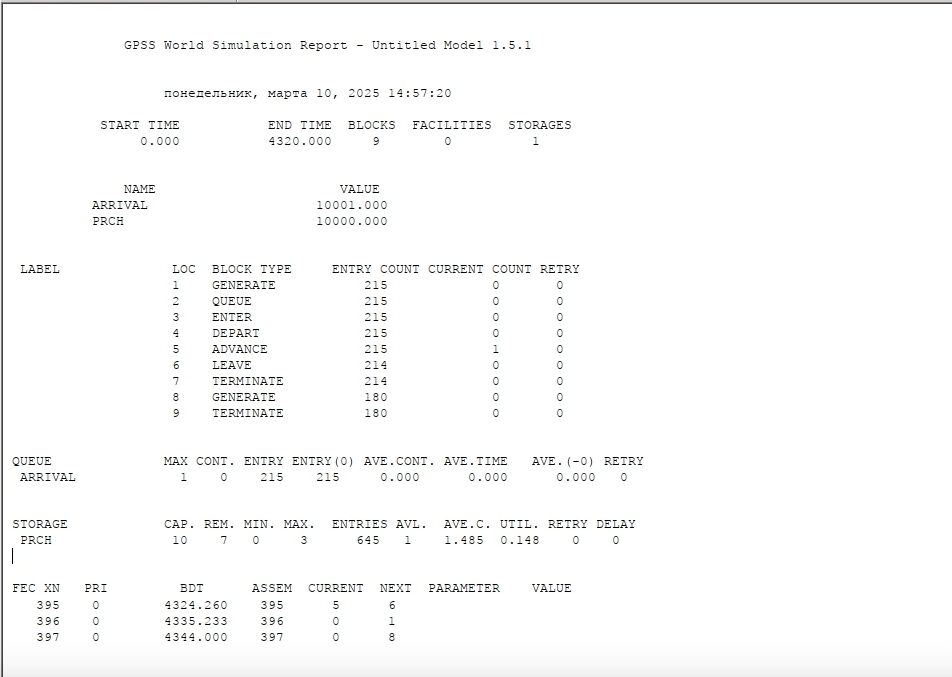 GPSS World Simulation Report - Untitled Model 1.5.1
понедельник, марта 10, 2025 14:57:20
START TIME END TIME BLOCKS FACILITIES STORAGES
0.000 4320.000 9 0 1
NAME VALUE
ARRIVAL 10001.000
PRCH 10000.000
LABEL LOC BLOCK TYPE ENTRY COUNT CURRENT COUNT RETRY
1 GENERATE 215 0 0
2 QUEUE 215 0 0
3 ENTER 215 0 0
4 DEPART 215 0 0
5 ADVANCE 215 1 0
6 LEAVE 214 0 0
7 TERMINATE 214 0 0
8 GENERATE 180 0 0
9 TERMINATE 180 0 0
QUEUE MAX CONT. ENTRY ENTRY(0) AVE.CONT. AVE.TIME AVE.(-0) RETRY
ARRIVAL 1 0 215 215 0.000 0.000 0.000 0
STORAGE CAP. REM. MIN. MAX. ENTRIES AVL. AVE.C. UTIL. RETRY DELAY
PRCH 10 7 0 3 645 1 1.485 0.148 0 0
FEC XN PRI BDT ASSEM CURRENT NEXT PARAMETER VALUE
395 0 4324.260 395 5 6
396 0 4335.233 396 0 1
397 0 4344.000 397 0 8